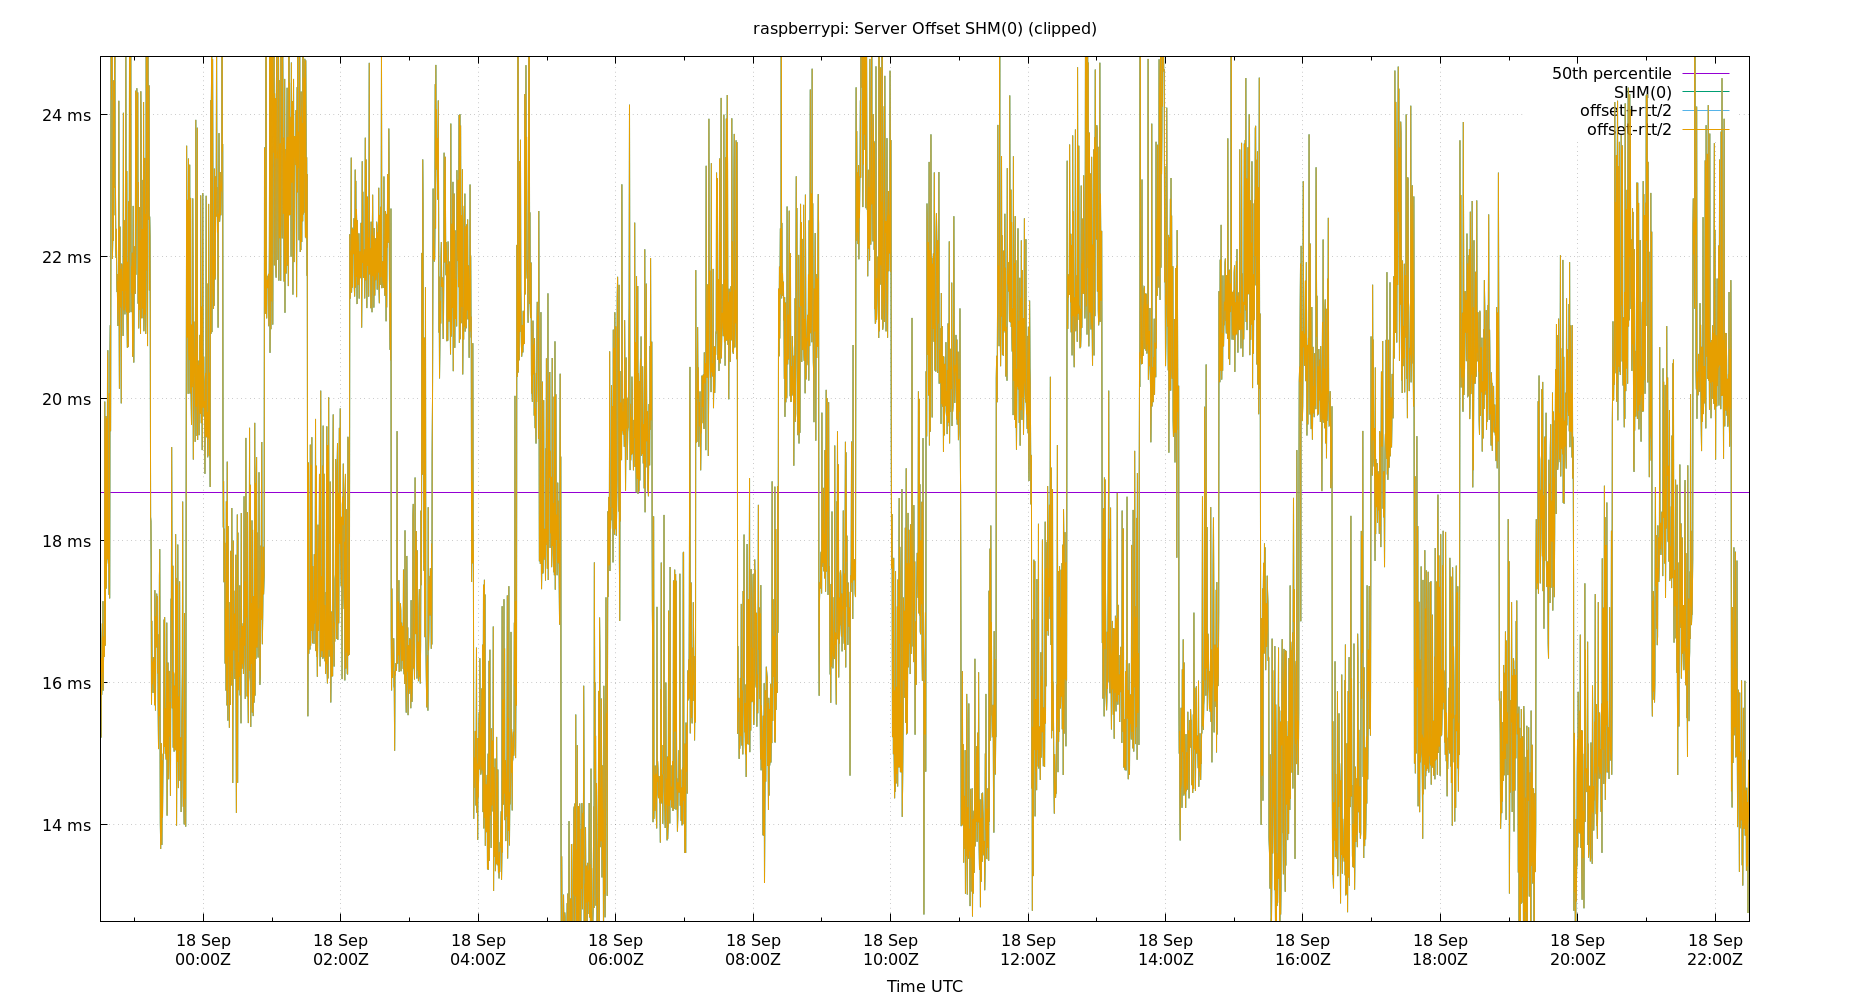 raspberrypi: Server Offset SHM(0) (clipped)
50th percentile
SHM(0)
offset+rtt/2
offset-rtt/2
24 ms
22 ms
20 ms
18 ms
16 ms
14 ms
18 Sep 18 Sep 18 Sep 18 Sep 18 Sep 18 Sep 18 Sep 18 Sep 18 Sep 18 Sep 18 Sep 18 Sep
00:00Z 02:00Z 04:00Z 06:00Z 08:00Z 10:00Z 12:00Z 14:00Z 16:00Z 18:00Z 20:00Z 22:00Z
Time UTC